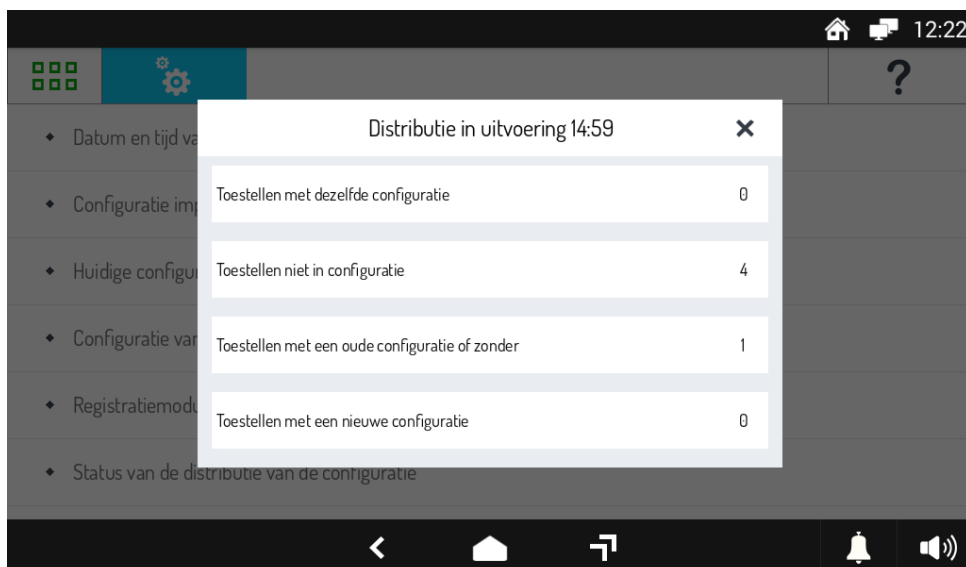 12:22
?
Distributie in uitvoering 14:59
Datum en tijd va
Toestellen met dezelfde configuratie 0
Configuratie im
Toestellen niet in configuratie 4
Huidige configu
Toestellen met een oude configuratie of zonder 1
Configuratie van
Toestellen met een nieuwe configuratie 0
Registratiemodu
Status van de distributie van de configuratie